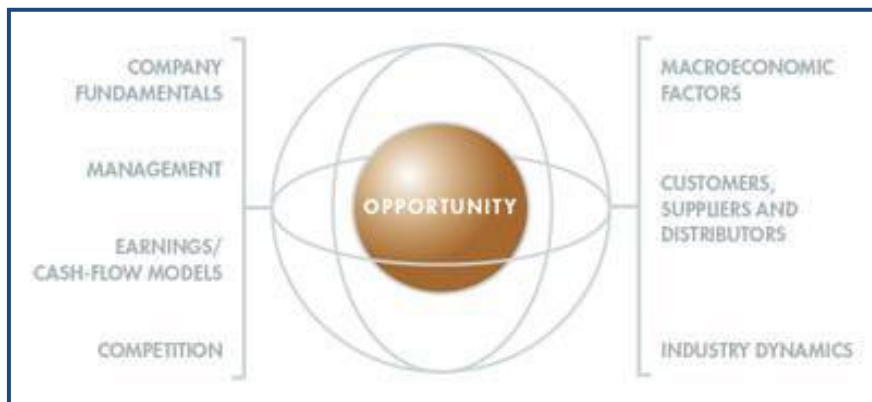 COMPANY
FUNDAMENTALS
MANAGEMENT
EARNINGS/
CASH-FLOW MODELS
COMPETITION
OPPORTUNITY
MACROECONOMIC
FACTORS
CUSTOMERS,
SUPPLIERS AND
DISTRIBUTORS
INDUSTRY DYNAMICS